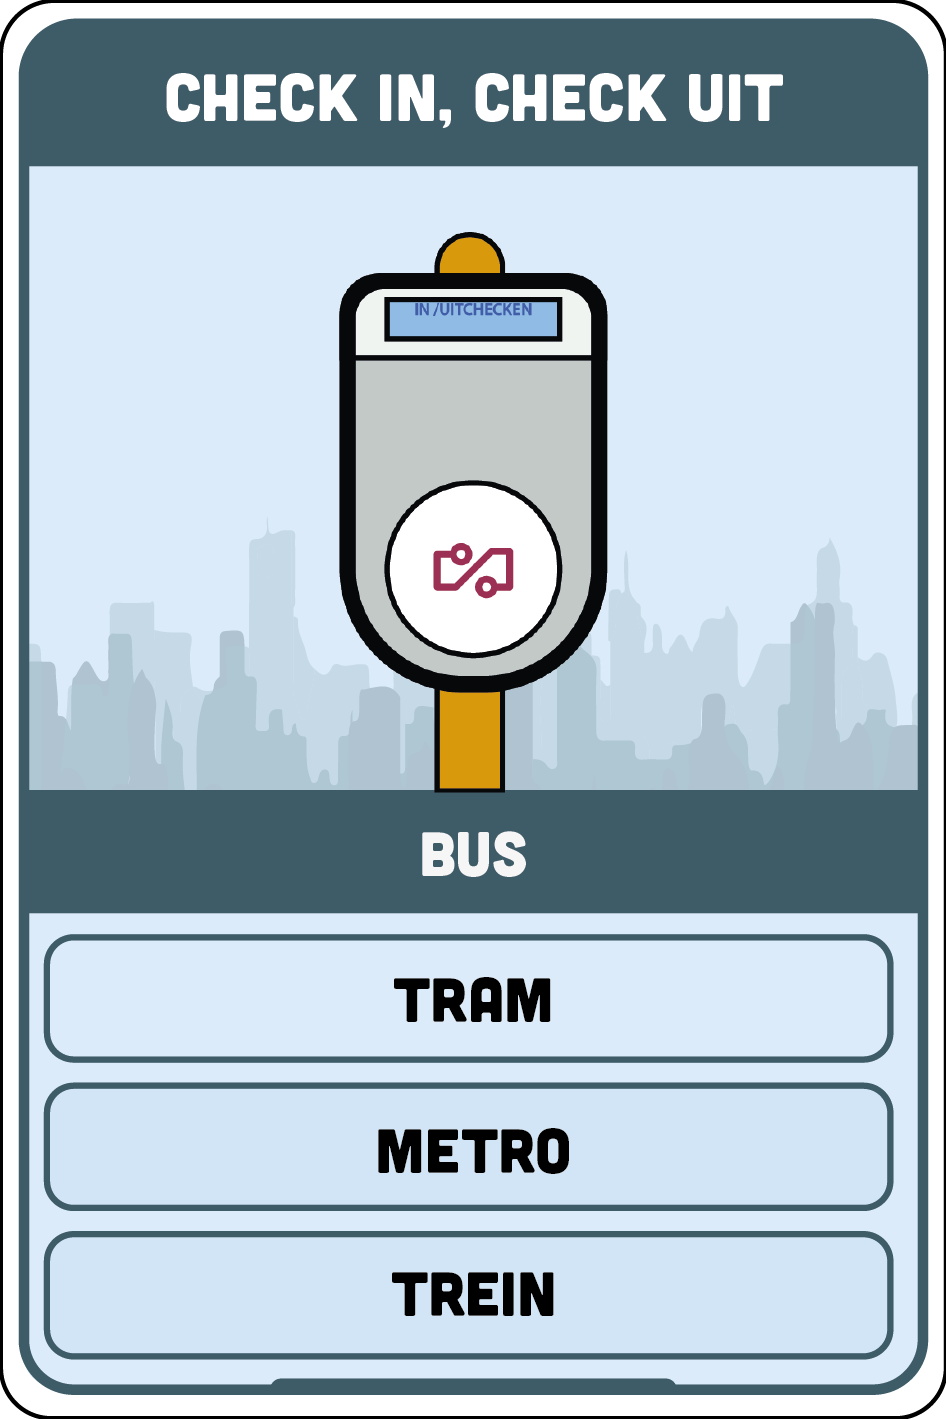 CHECK IN, CHECK UIT
IN /UITCHECKEN
BUS
TRAM
METRO
TREIN